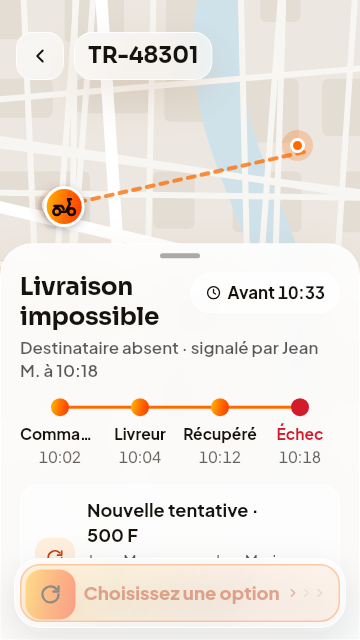 TR-48301
Livraison
impossible
Avant 10:33
Destinataire absent · signalé par Jean
M. à 10:18
Comma… Livreur Récupéré Échec
10:02 10:04 10:12 10:18
Nouvelle tentative ·
500 F
Choisissez une option